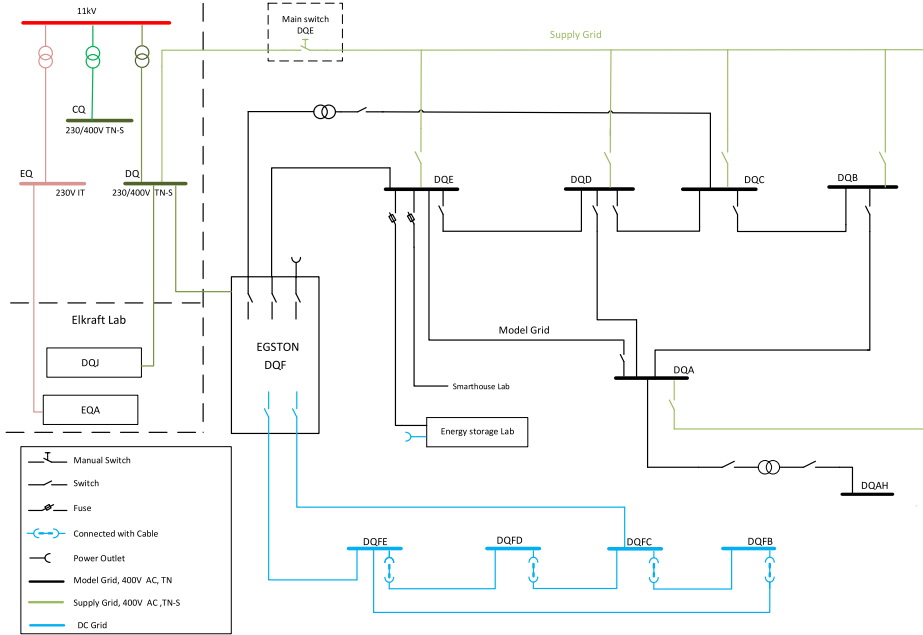 11kV
Main switch
DQE
Supply Grid
CQ
230/400V TN-S
EQ
230V IT
DQ
230/400V TN-S
DQE
DQD
DQC
DQB
Elkraft Lab
DQJ
EQA
EGSTON
DQF
Model Grid
DQA
Smarthouse Lab
Energy storage Lab
DQAH
Manual Switch
Switch
Fuse
Connected with Cable
Power Outlet
Model Grid, 400V AC, TN
Supply Grid, 400V AC ,TN-S
DC Grid
DQFE
DQFD
DQFC
DQFB